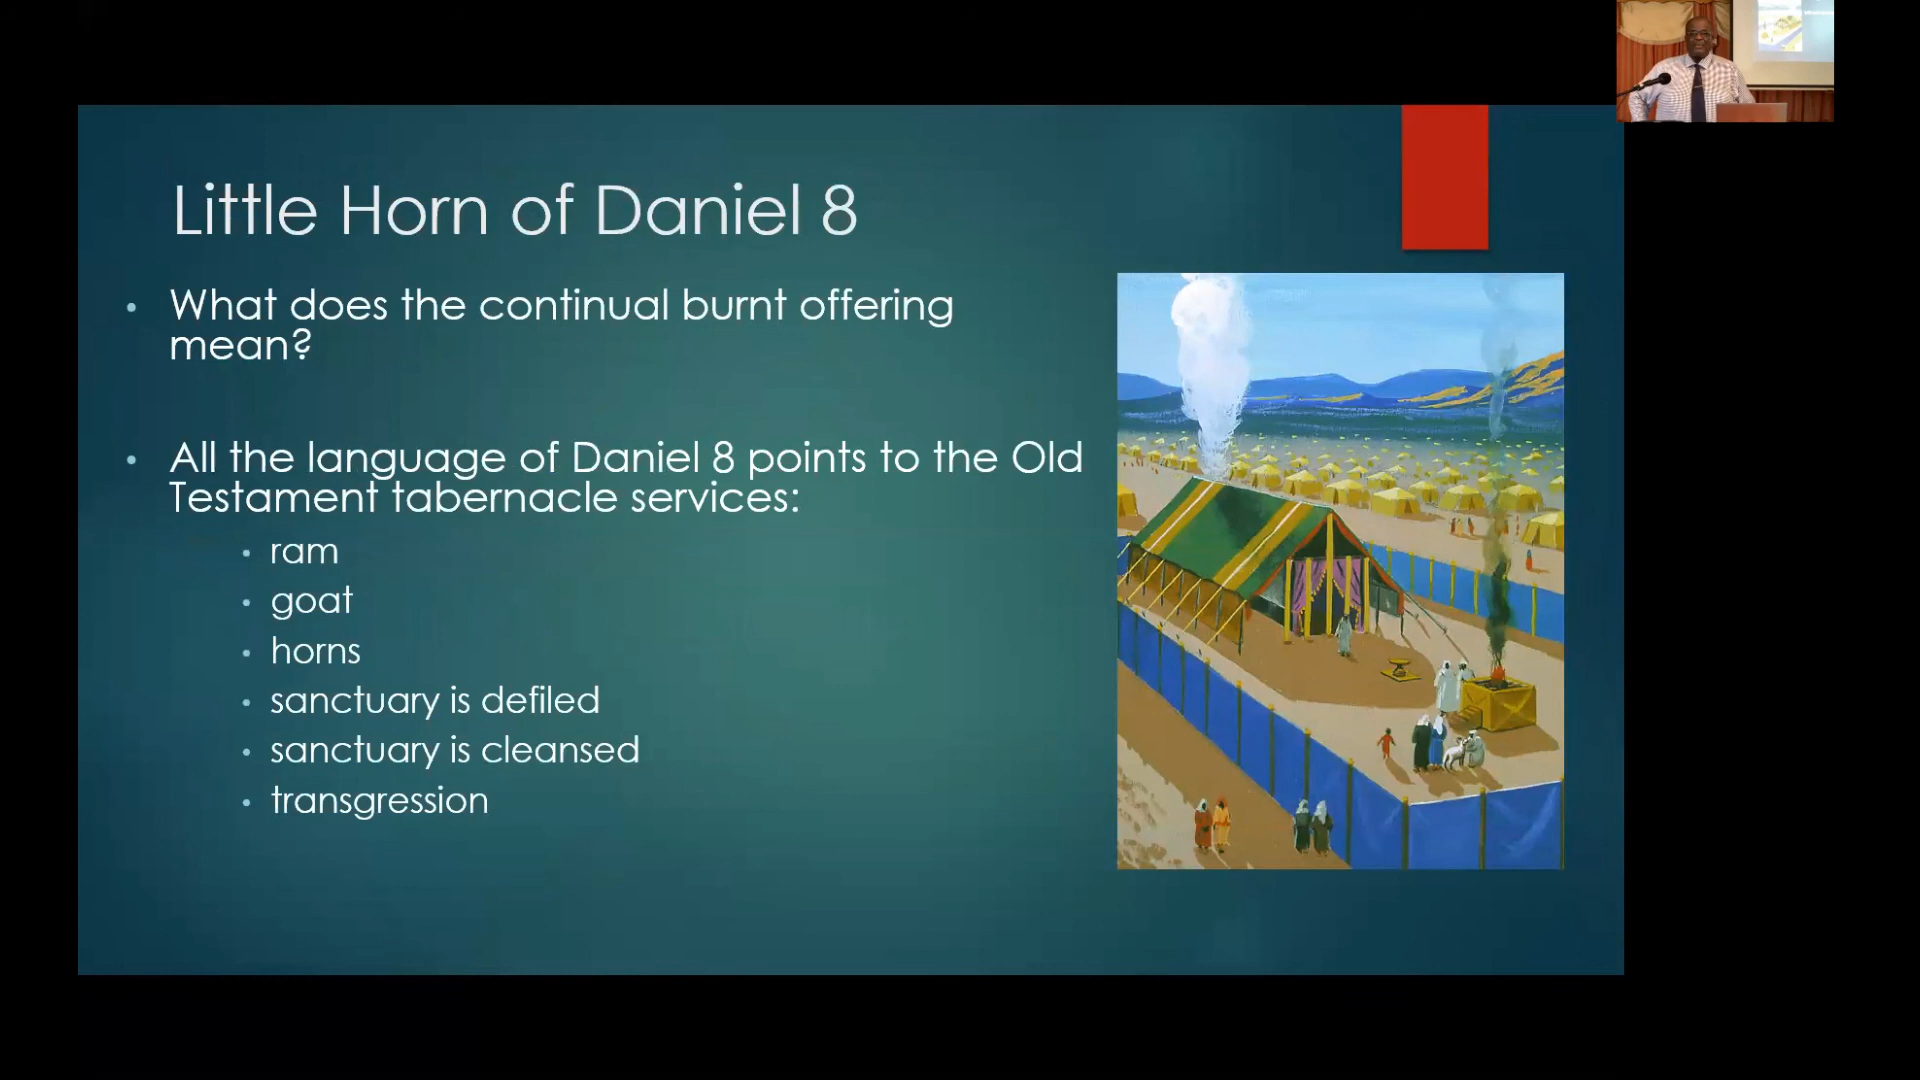 Little Horn of Daniel 8
• What does the continual burnt offering
mean?
• All the language of Daniel 8 points to the Old
Testament tabernacle services:
• ram
• goat
• horns
• sanctuary is defiled
• sanctuary is cleansed
• transgression